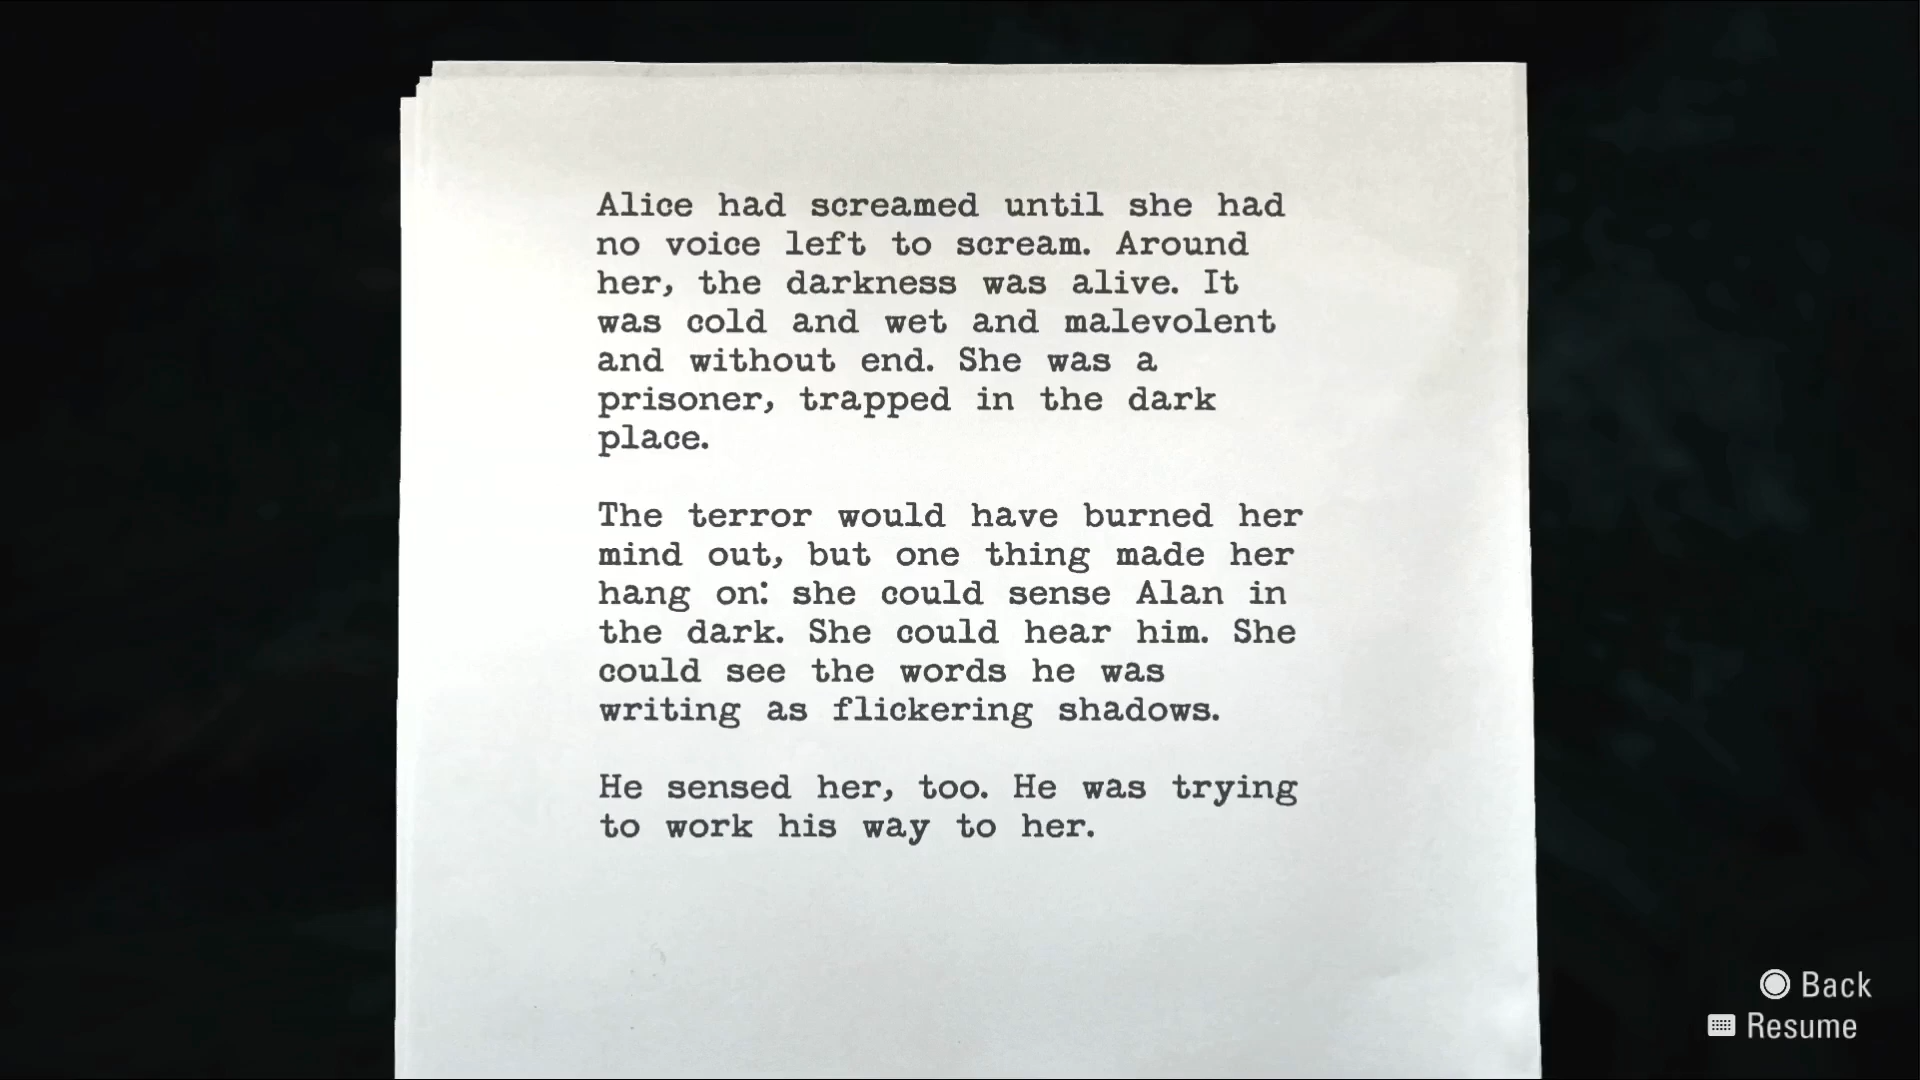 Alice had screamed until she had
no voice left to scream. Around
her, the darkness was alive. It
was cold and wet and malevolent
and without end. She was a
prisoner, trapped in the dark
place.
The terror would have burned her
mind out, but one thing made her
hang on: she could sense Alan in
the dark. She could hear him. She
could see the words he was
writing as flickering shadows.
He sensed her, too. He was trying
to work his way to her.
Back
Resume